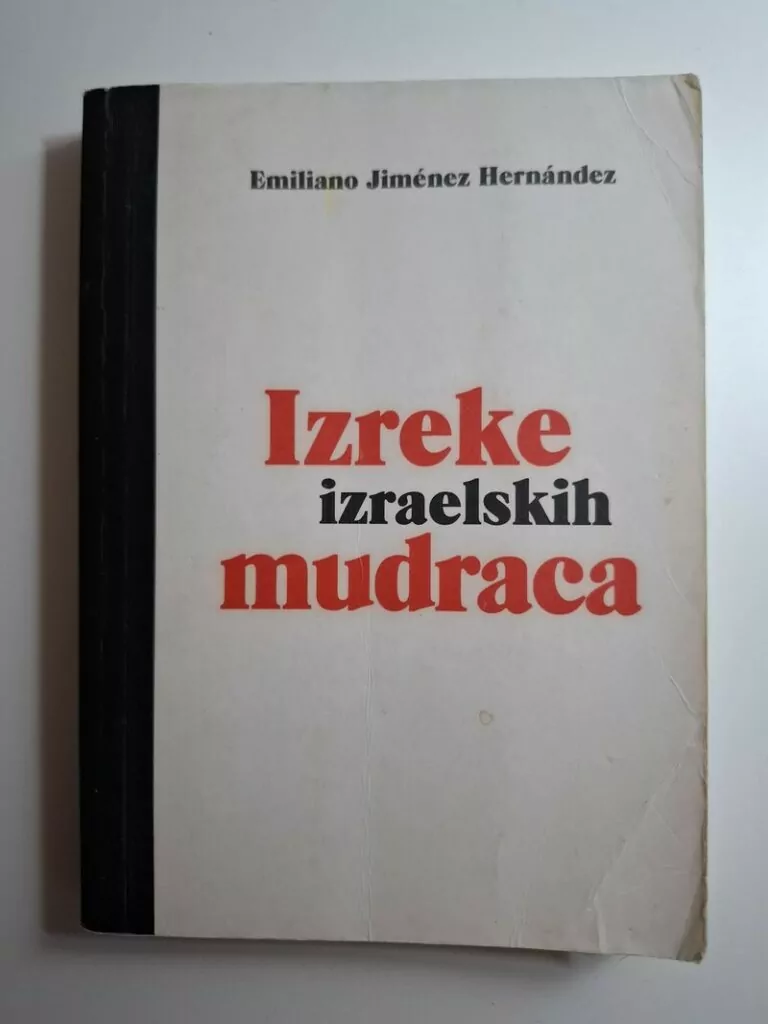 Emiliano Jiménez Hernández
Izreke
izraelskih
mudraca